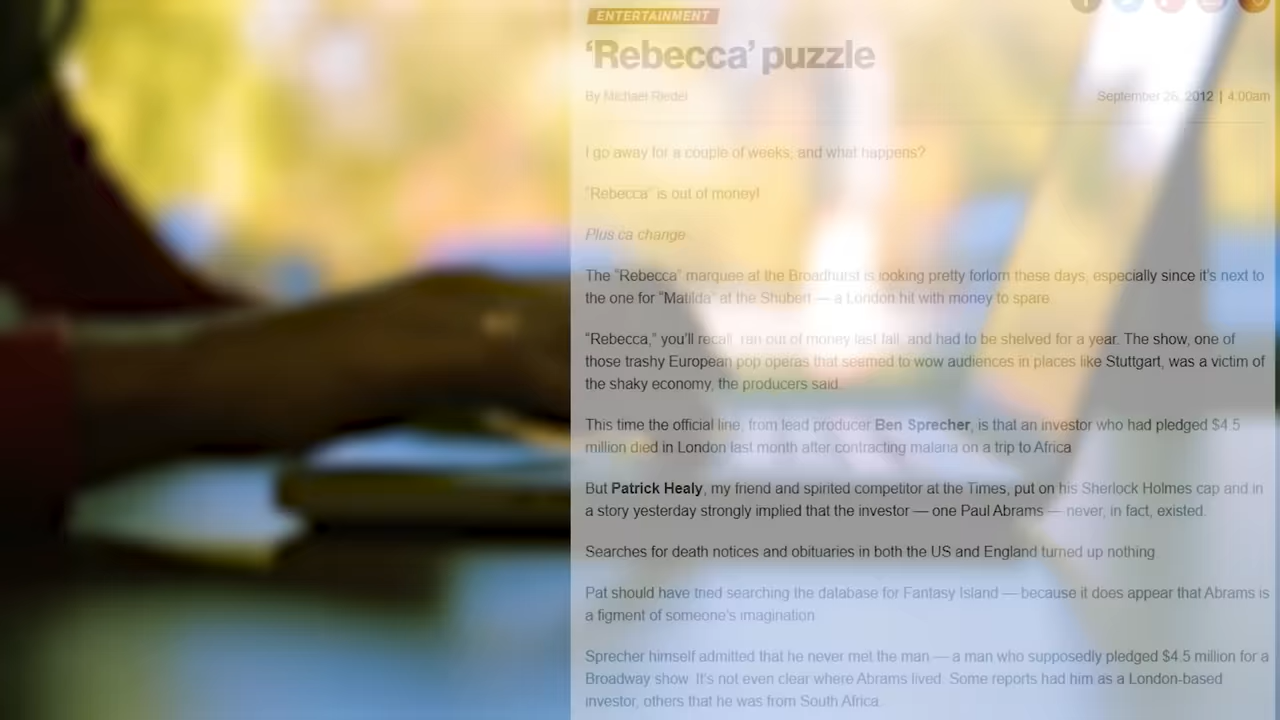 ENTERTAINMENT
‘Rebecca’ puzzle
By Michael Riedel
September 26, 2012 | 4:00am
I go away for a couple of weeks, and what happens?
“Rebecca” is out of money!
Plus ca change.
The “Rebecca” marquee at the Broadhurst is looking pretty forlorn these days, especially since it’s next to
the one for “Matilda” at the Shubert — a London hit with money to spare.
“Rebecca,” you’ll recall, ran out of money last fall, and had to be shelved for a year. The show, one of
those trashy European pop operas that seemed to wow audiences in places like Stuttgart, was a victim of
the shaky economy, the producers said.
This time the official line, from lead producer Ben Sprecher, is that an investor who had pledged $4.5
million died in London last month after contracting malaria on a trip to Africa.
But Patrick Healy, my friend and spirited competitor at the Times, put on his Sherlock Holmes cap and in
a story yesterday strongly implied that the investor — one Paul Abrams — never, in fact, existed.
Searches for death notices and obituaries in both the US and England turned up nothing.
Pat should have tried searching the database for Fantasy Island — because it does appear that Abrams is
a figment of someone’s imagination.
Sprecher himself admitted that he never met the man — a man who supposedly pledged $4.5 million for a
Broadway show. It’s not even clear where Abrams lived. Some reports had him as a London-based
investor, others that he was from South Africa.